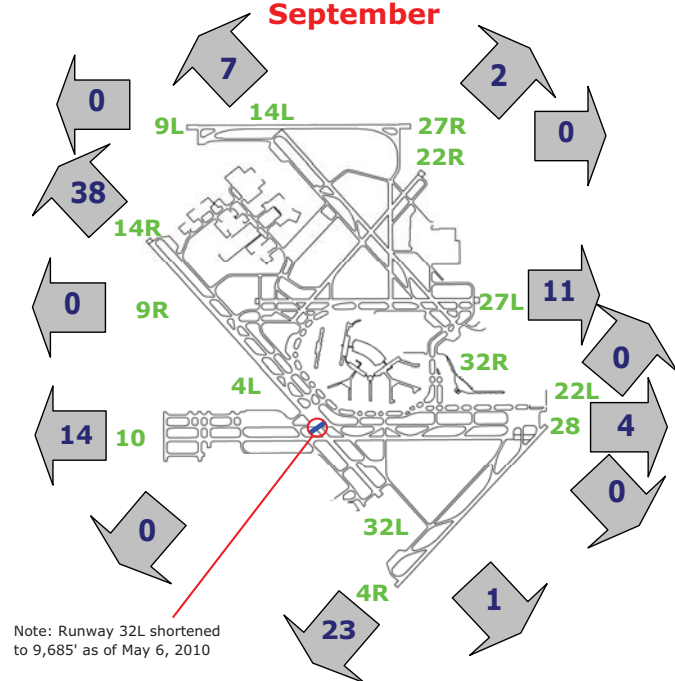 September
7
2
0
0
14L
9L
27R
22R
38
14R
0
9R
27L
11
32R
0
4L
22L
14
10
28
4
0
0
32L
4R
1
23
Note: Runway 32L shortened
to 9,685' as of May 6, 2010